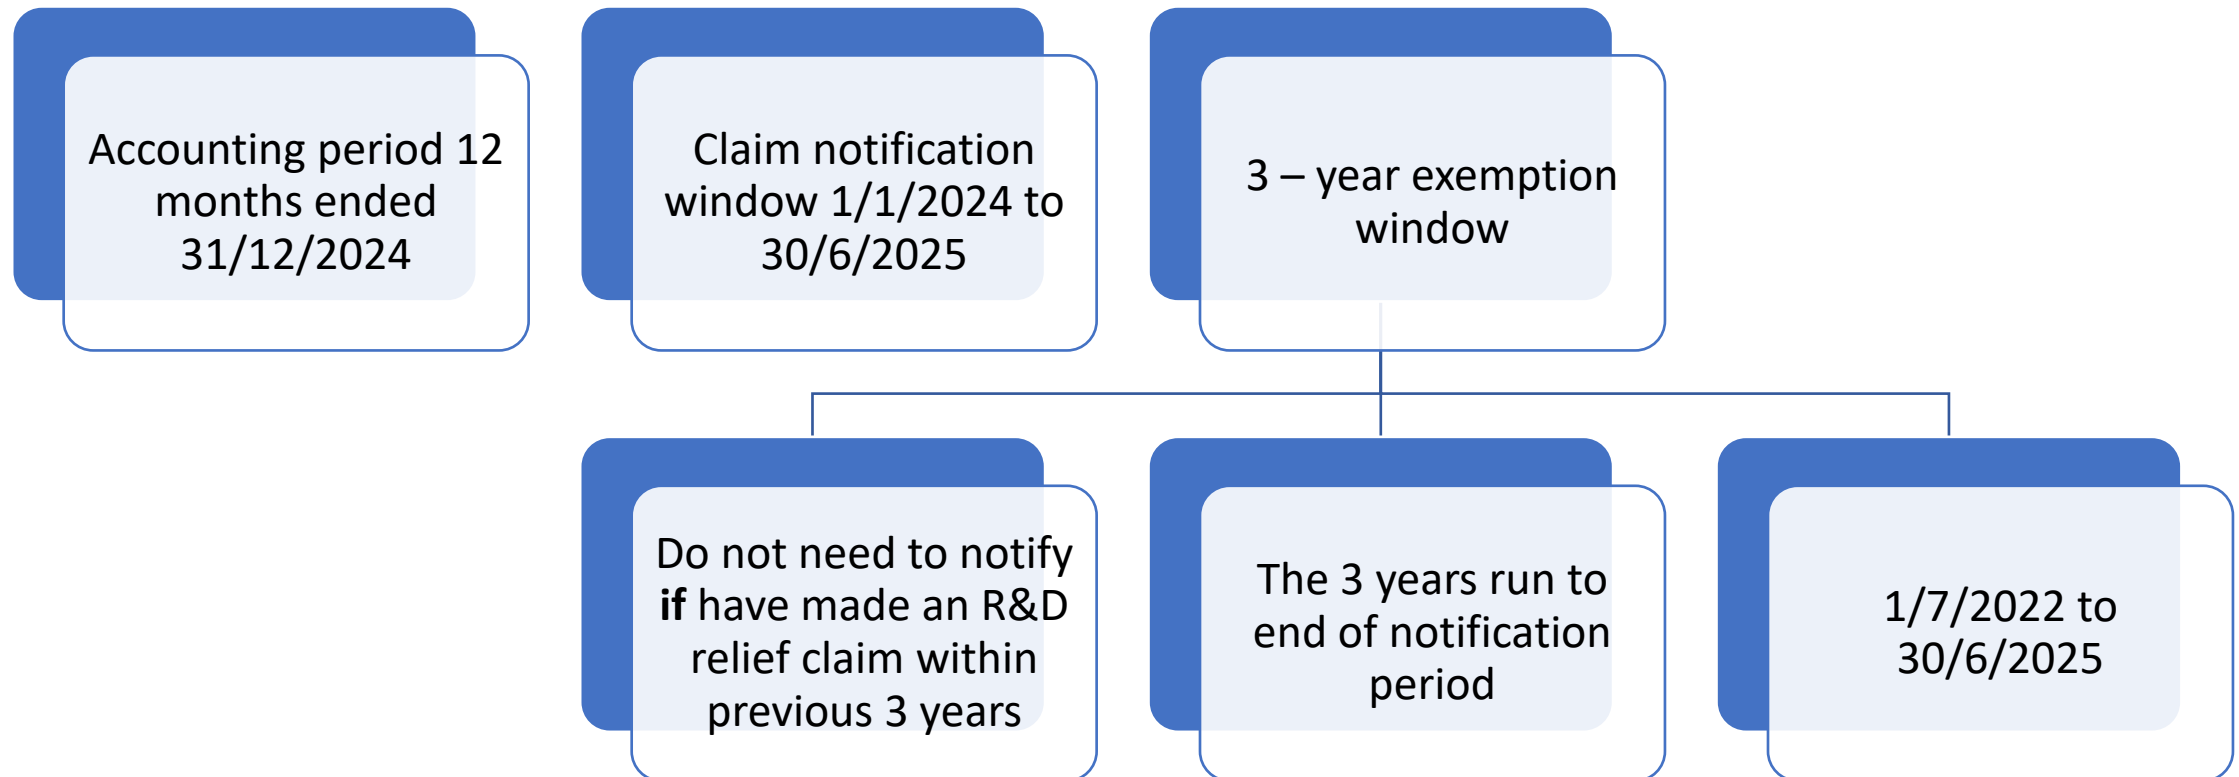 Accounting period 12
months ended
31/12/2024
Claim notification
window 1/1/2024 to
30/6/2025
3 – year exemption
window
Do not need to notify
if have made an R&D
relief claim within
previous 3 years
The 3 years run to
end of notification
period
1/7/2022 to
30/6/2025